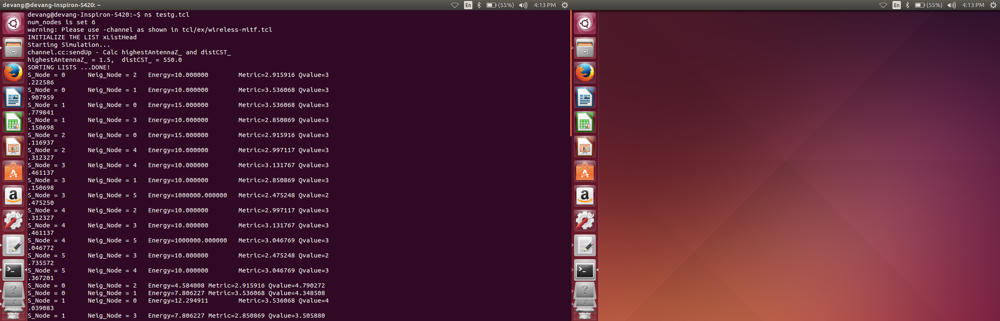 devang@devang-Inspiron-5420: ~ En (55%) 4:13 PM En (55%) 4:13 PM
devang@devang-Inspiron-5420:~$ ns testg.tcl
num_nodes is set 6
warning: Please use -channel as shown in tcl/ex/wireless-mitf.tcl
INITIALIZE THE LIST xListHead
Starting Simulation...
channel.cc:sendUp - Calc highestAntennaZ_ and distCST_
highestAntennaZ_ = 1.5,  distCST_ = 550.0
SORTING LISTS ...DONE!
S_Node = 0      Neig_Node = 2   Energy=10.000000        Metric=2.915916 Qvalue=3
.222586
S_Node = 0      Neig_Node = 1   Energy=10.000000        Metric=3.536068 Qvalue=3
.907959
S_Node = 1      Neig_Node = 0   Energy=15.000000        Metric=3.536068 Qvalue=3
.779841
S_Node = 1      Neig_Node = 3   Energy=10.000000        Metric=2.850869 Qvalue=3
.150698
S_Node = 2      Neig_Node = 0   Energy=15.000000        Metric=2.915916 Qvalue=3
.116937
S_Node = 2      Neig_Node = 4   Energy=10.000000        Metric=2.997117 Qvalue=3
.312327
S_Node = 3      Neig_Node = 4   Energy=10.000000        Metric=3.131767 Qvalue=3
.461137
S_Node = 3      Neig_Node = 1   Energy=10.000000        Metric=2.850869 Qvalue=3
.150698
S_Node = 3      Neig_Node = 5   Energy=1000000.000000   Metric=2.475248 Qvalue=2
.475250
S_Node = 4      Neig_Node = 2   Energy=10.000000        Metric=2.997117 Qvalue=3
.312327
S_Node = 4      Neig_Node = 3   Energy=10.000000        Metric=3.131767 Qvalue=3
.461137
S_Node = 4      Neig_Node = 5   Energy=1000000.000000   Metric=3.046769 Qvalue=3
.046772
S_Node = 5      Neig_Node = 3   Energy=10.000000        Metric=2.475248 Qvalue=2
.735572
S_Node = 5      Neig_Node = 4   Energy=10.000000        Metric=3.046769 Qvalue=3
.367201
S_Node = 0      Neig_Node = 2   Energy=4.584008 Metric=2.915916 Qvalue=4.790272
S_Node = 0      Neig_Node = 1   Energy=7.806227 Metric=3.536068 Qvalue=4.348508
S_Node = 1      Neig_Node = 0   Energy=12.294911        Metric=3.536068 Qvalue=4
.039083
S_Node = 1      Neig_Node = 3   Energy=7.806227 Metric=2.850869 Qvalue=3.505880